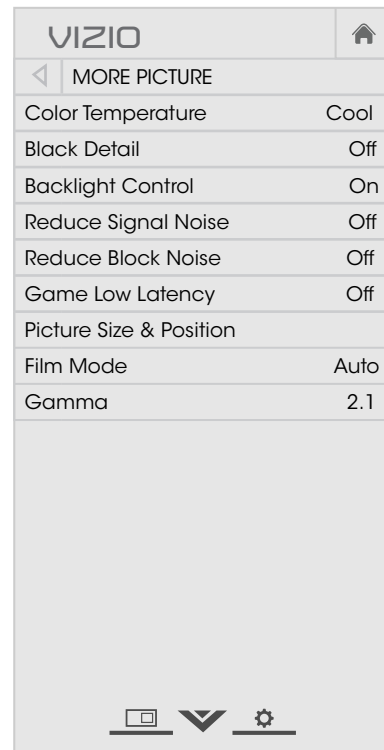 VIZIO
MORE PICTURE
Color Temperature Cool
Black Detail Off
Backlight Control On
Reduce Signal Noise Off
Reduce Block Noise Off
Game Low Latency Off
Picture Size & Position
Film Mode Auto
Gamma 2.1